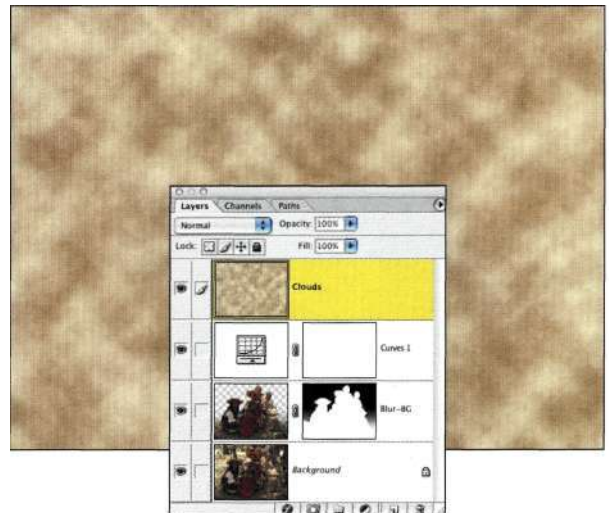 Layers Channels Paths
Normal Opacity: 100%
Lock: Fill: 100%
Clouds
Curves 1
Blur-BG
Background